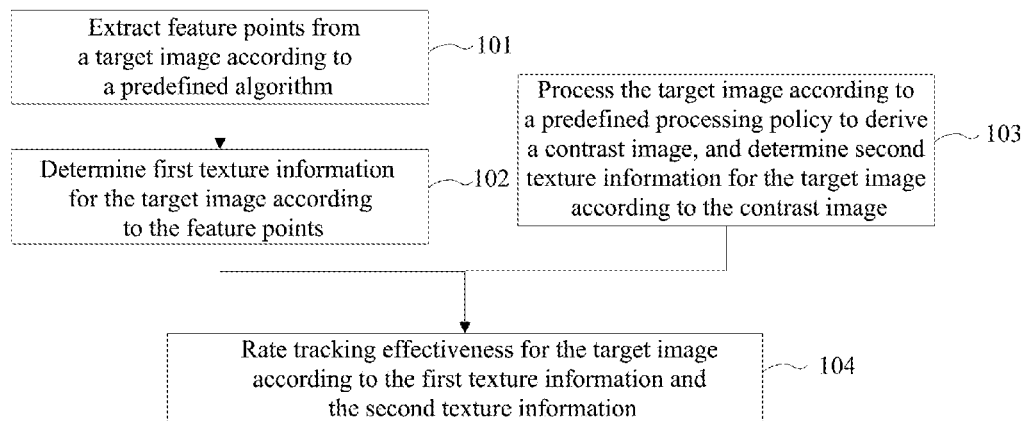 Extract feature points from
a target image according to
a predefined algorithm
101
Determine first texture information
for the target image according
to the feature points
102
Process the target image according to
a predefined processing policy to derive
a contrast image, and determine second
texture information for the target image
according to the contrast image
103
Rate tracking effectiveness for the target image
according to the first texture information and
the second texture information
104